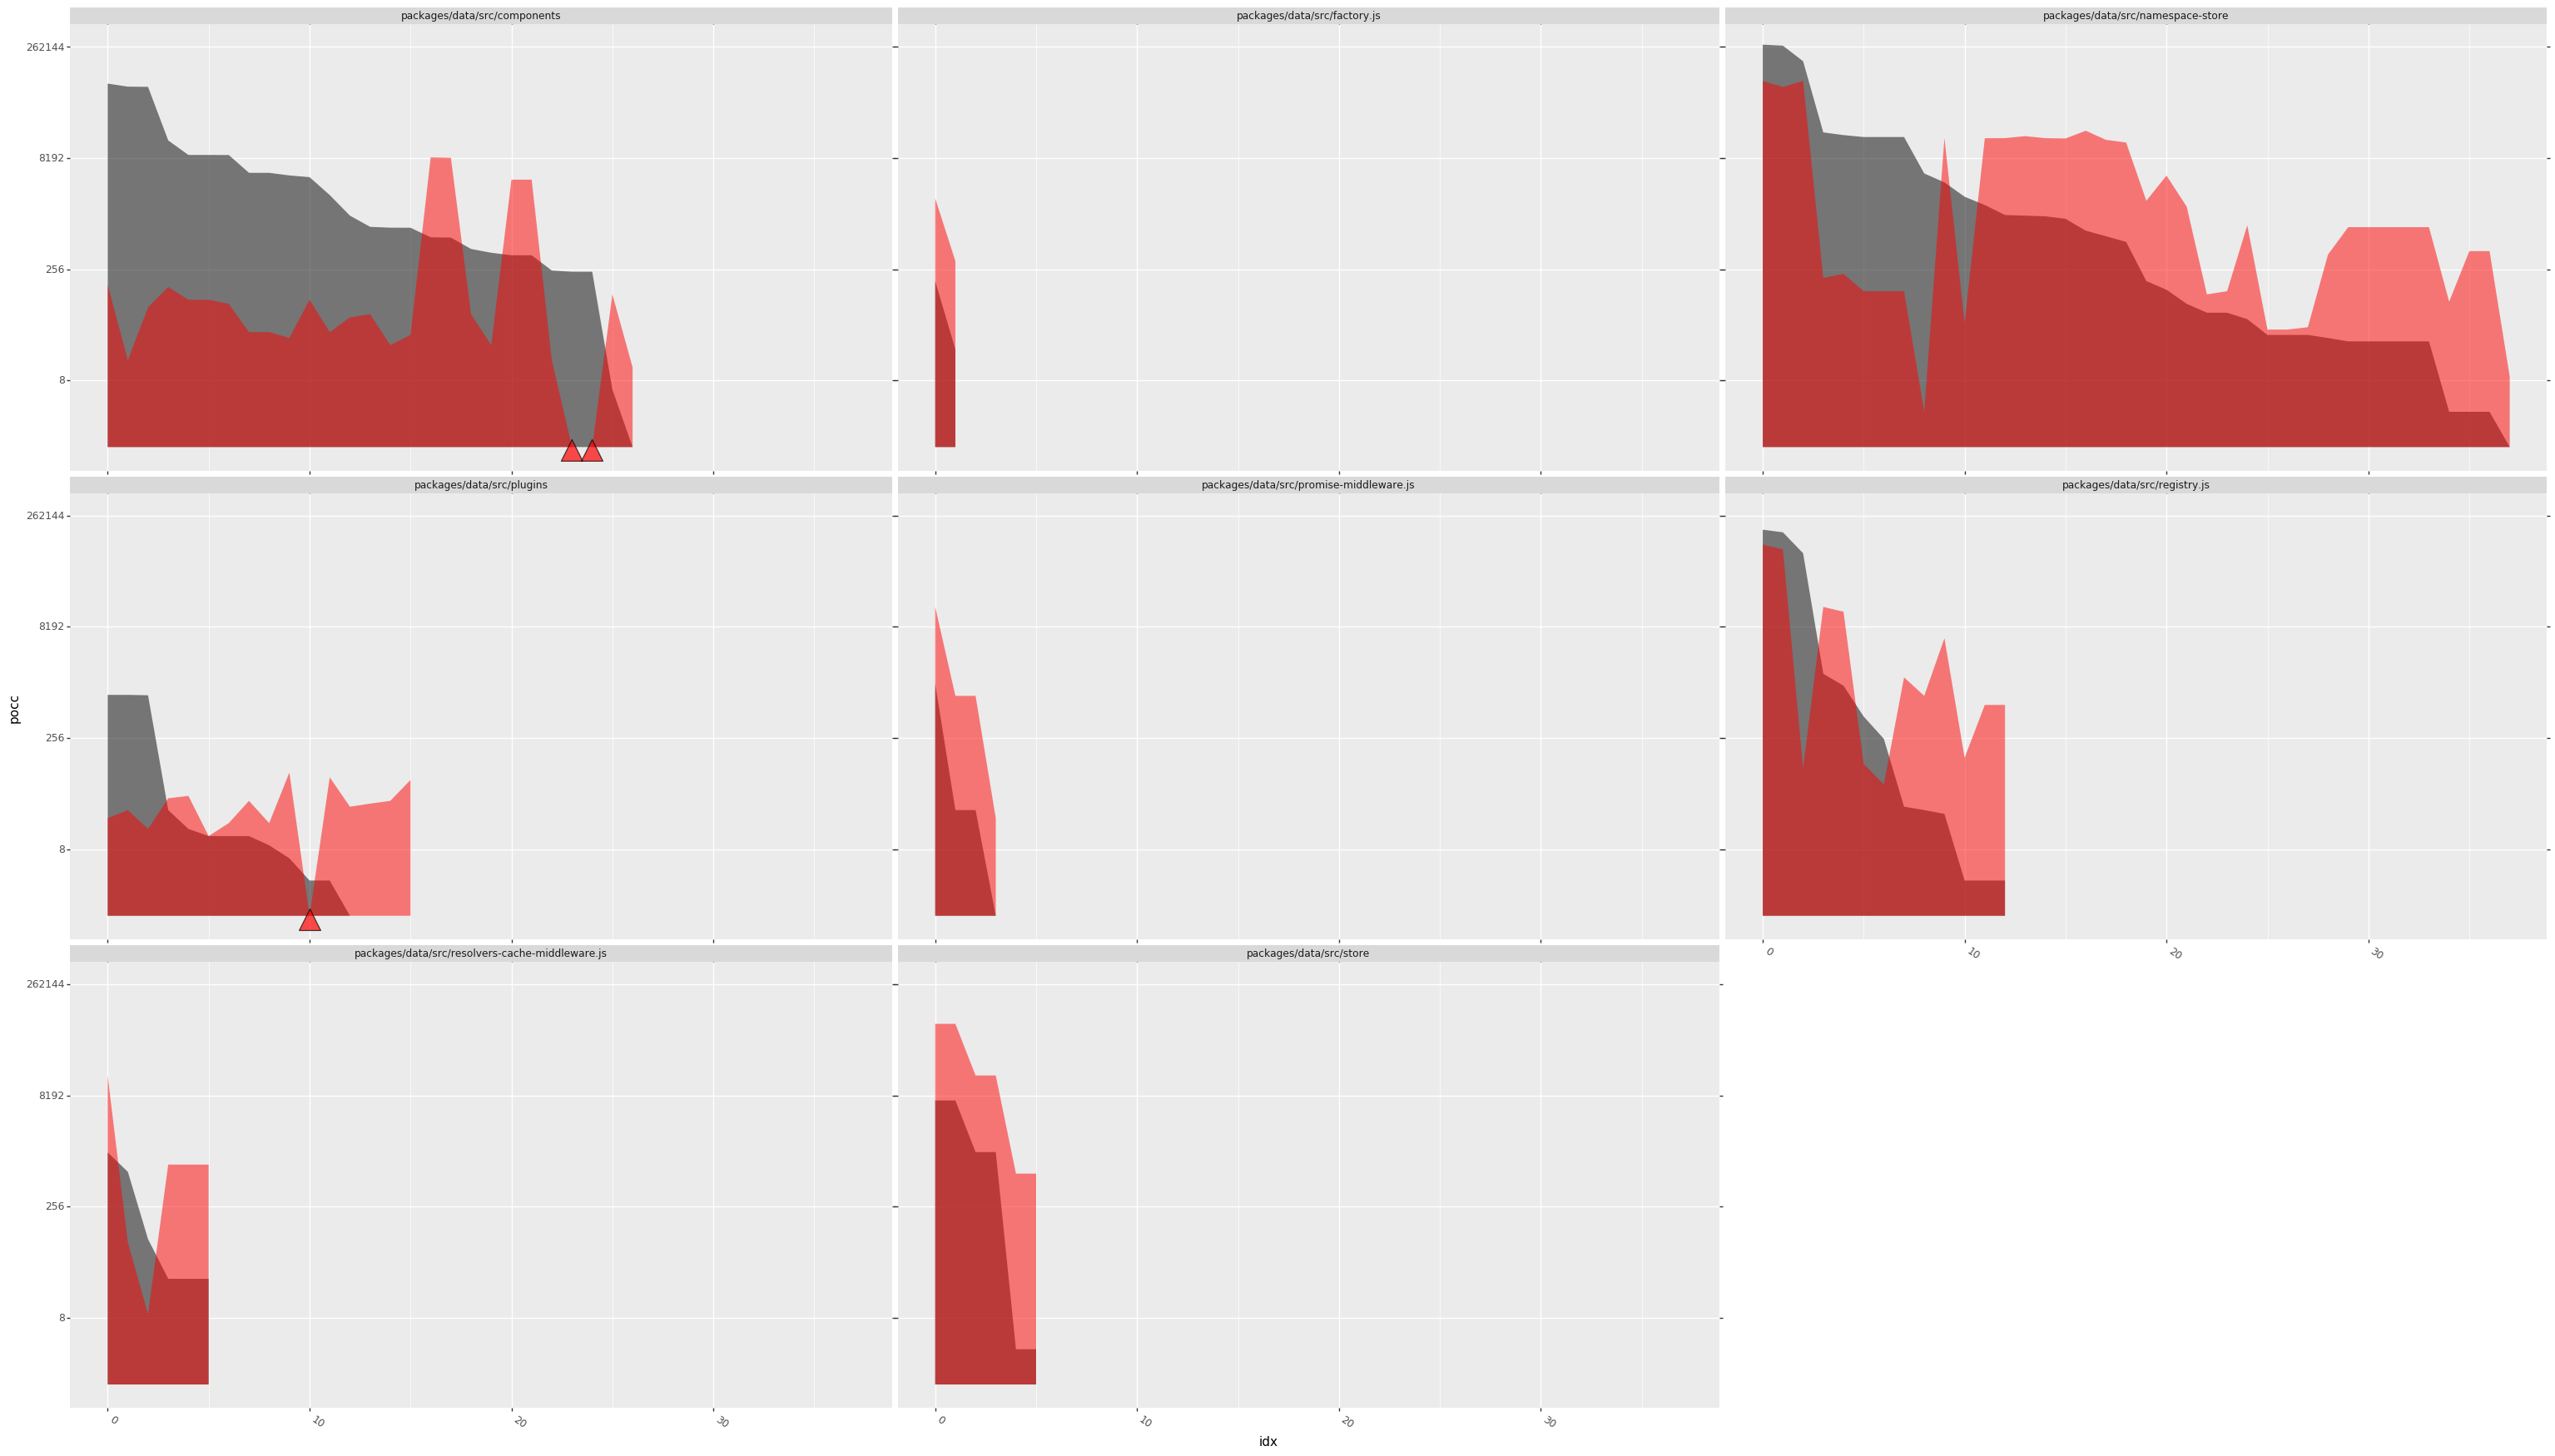 packages/data/src/components
packages/data/src/factory.js
packages/data/src/namespace-store
262144
8192
256
8
packages/data/src/plugins
packages/data/src/promise-middleware.js
packages/data/src/registry.js
262144
8192
256
8
pocc
0
10
20
30
packages/data/src/resolvers-cache-middleware.js
packages/data/src/store
262144
8192
256
8
0
10
20
30
0
10
20
30
idx